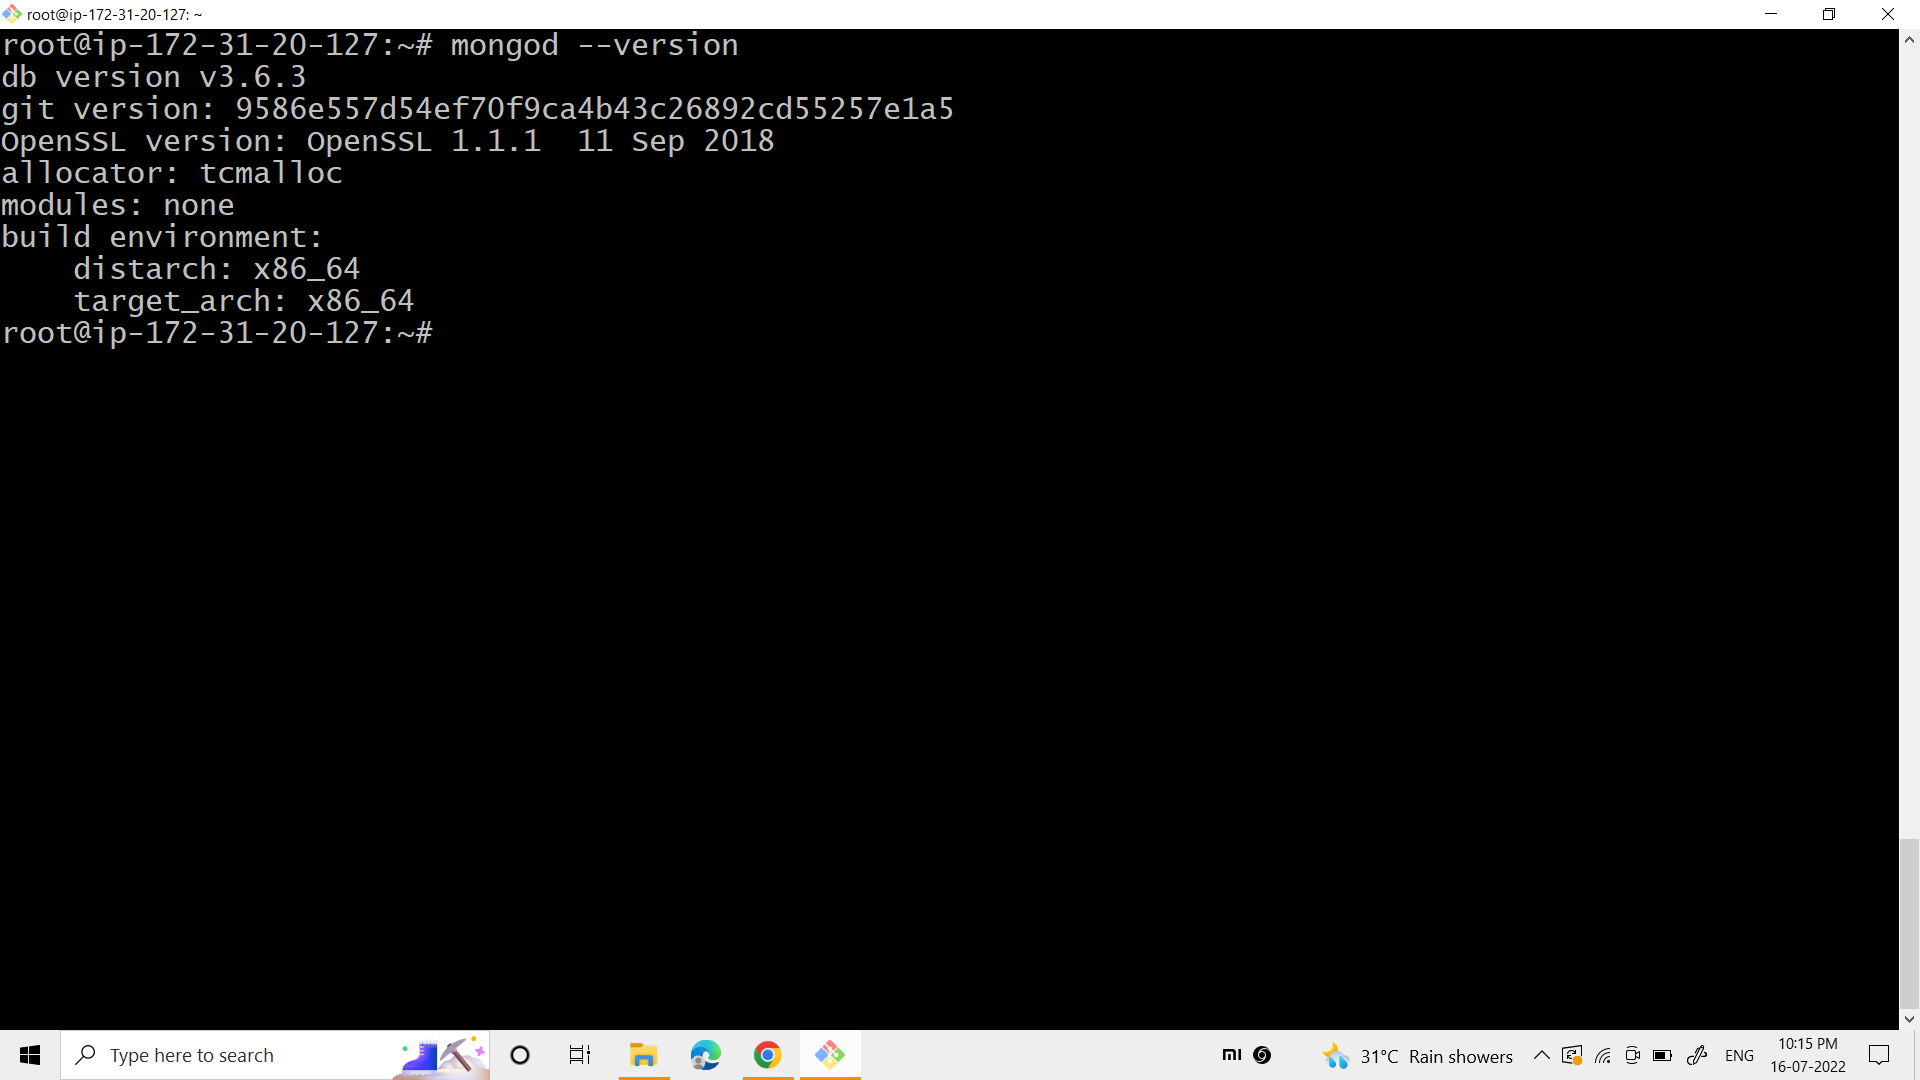 root@ip-172-31-20-127: ~
root@ip-172-31-20-127:~# mongod --version
db version v3.6.3
git version: 9586e557d54ef70f9ca4b43c26892cd55257e1a5
OpenSSL version: OpenSSL 1.1.1  11 Sep 2018
allocator: tcmalloc
modules: none
build environment:
    distarch: x86_64
    target_arch: x86_64
root@ip-172-31-20-127:~#
Type here to search
mi
31°C Rain showers
ENG
10:15 PM
16-07-2022